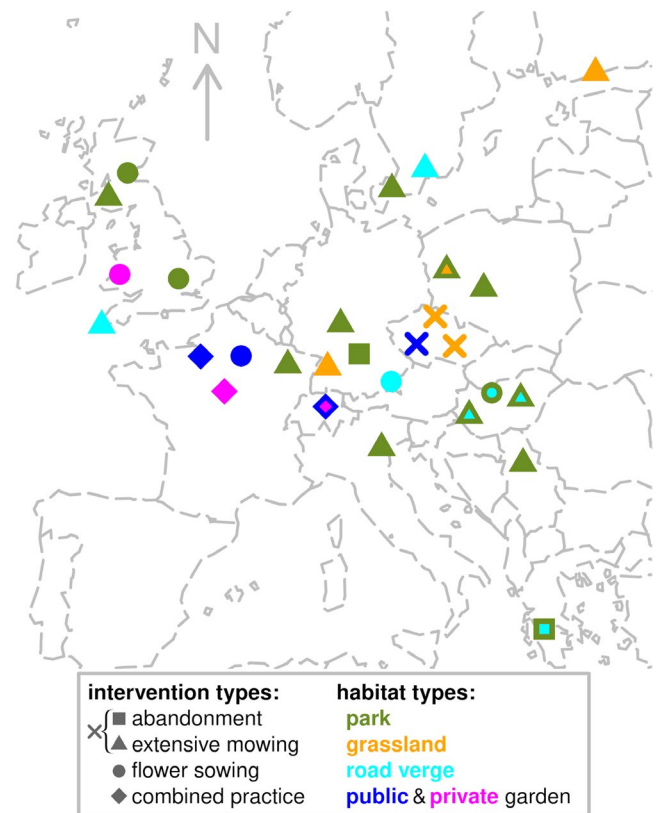 N
intervention types:
abandonment
extensive mowing
flower sowing
combined practice
habitat types:
park
grassland
road verge
public & private garden